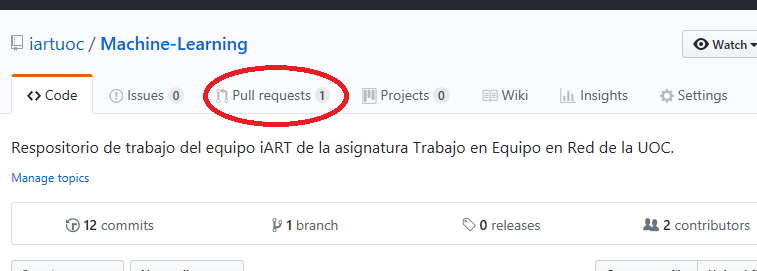 iartuoc / Machine-Learning
Watch
Code Issues 0 Pull requests 1 Projects 0 Wiki Insights Settings
Respositorio de trabajo del equipo iART de la asignatura Trabajo en Equipo en Red de la UOC.
Manage topics
12 commits 1 branch 0 releases 2 contributors